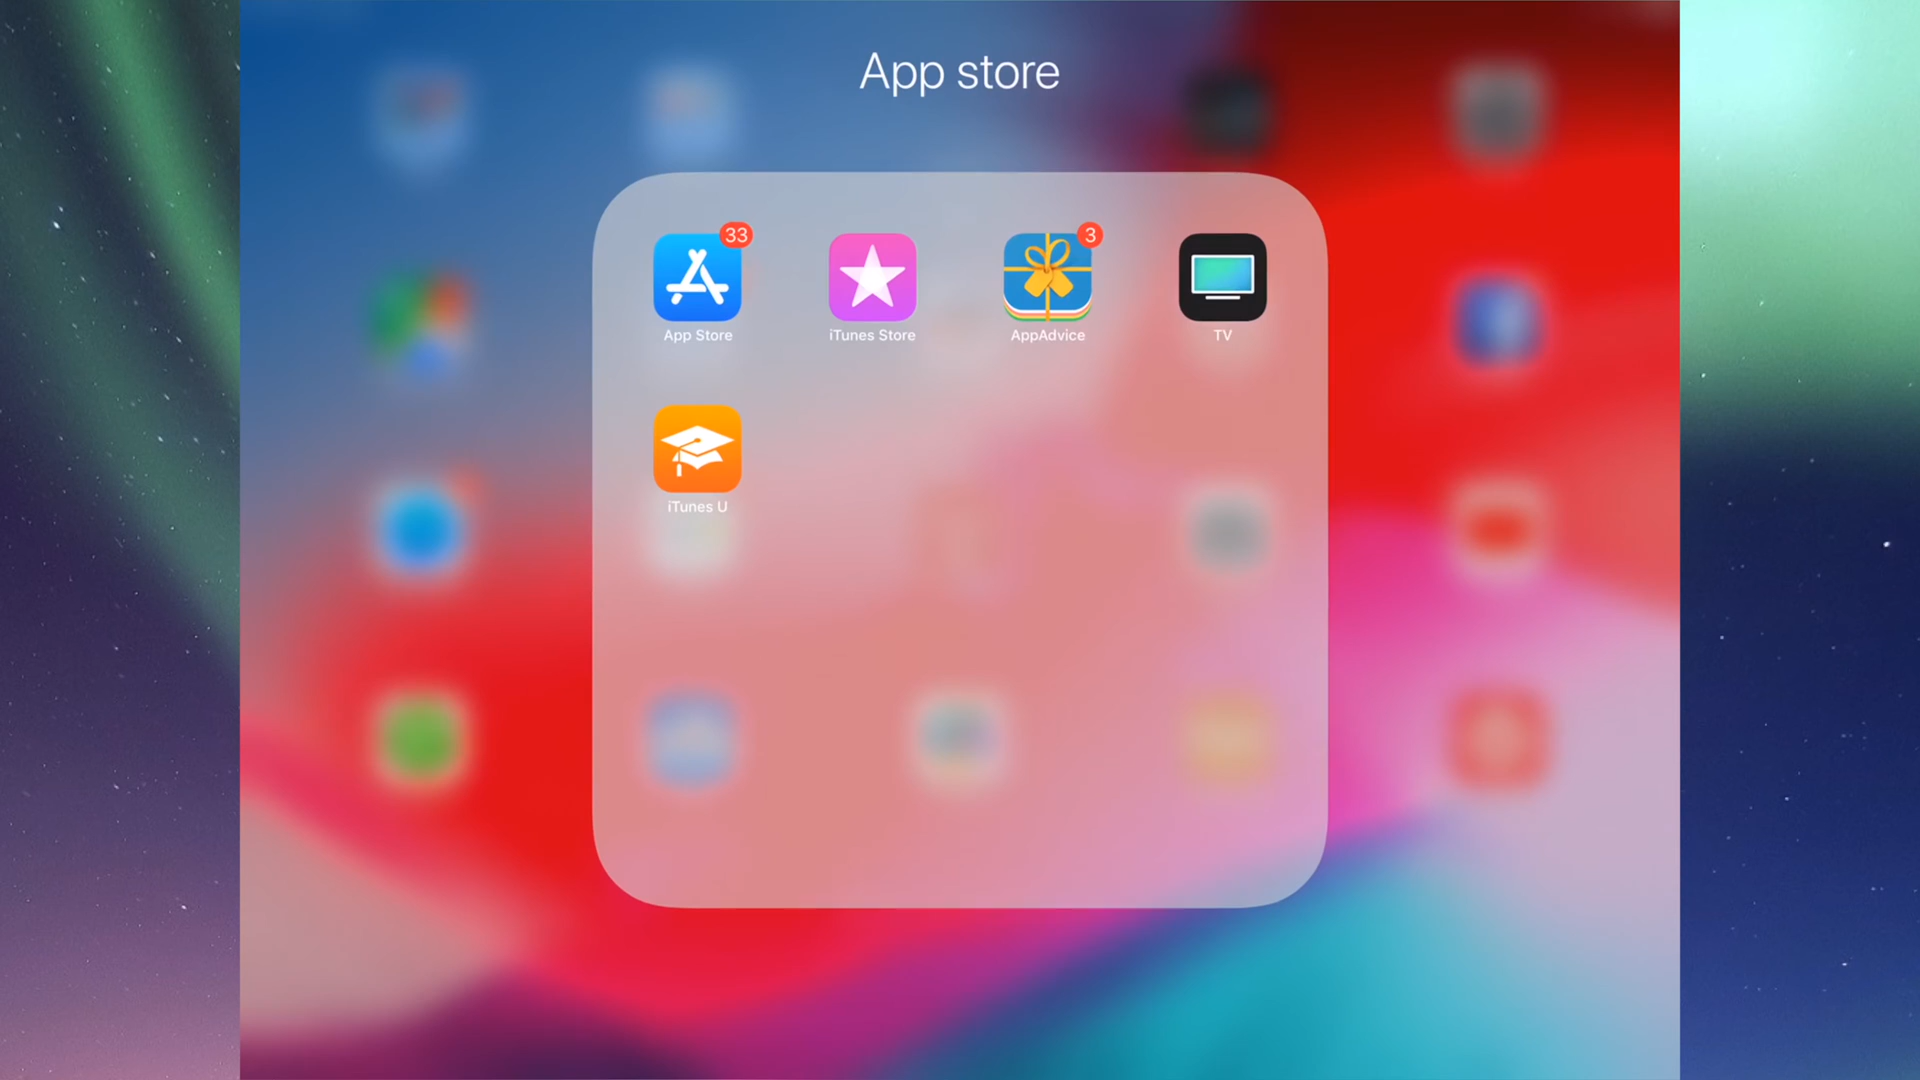 App store
33
3
App Store
iTunes Store
AppAdvice
TV
iTunes U